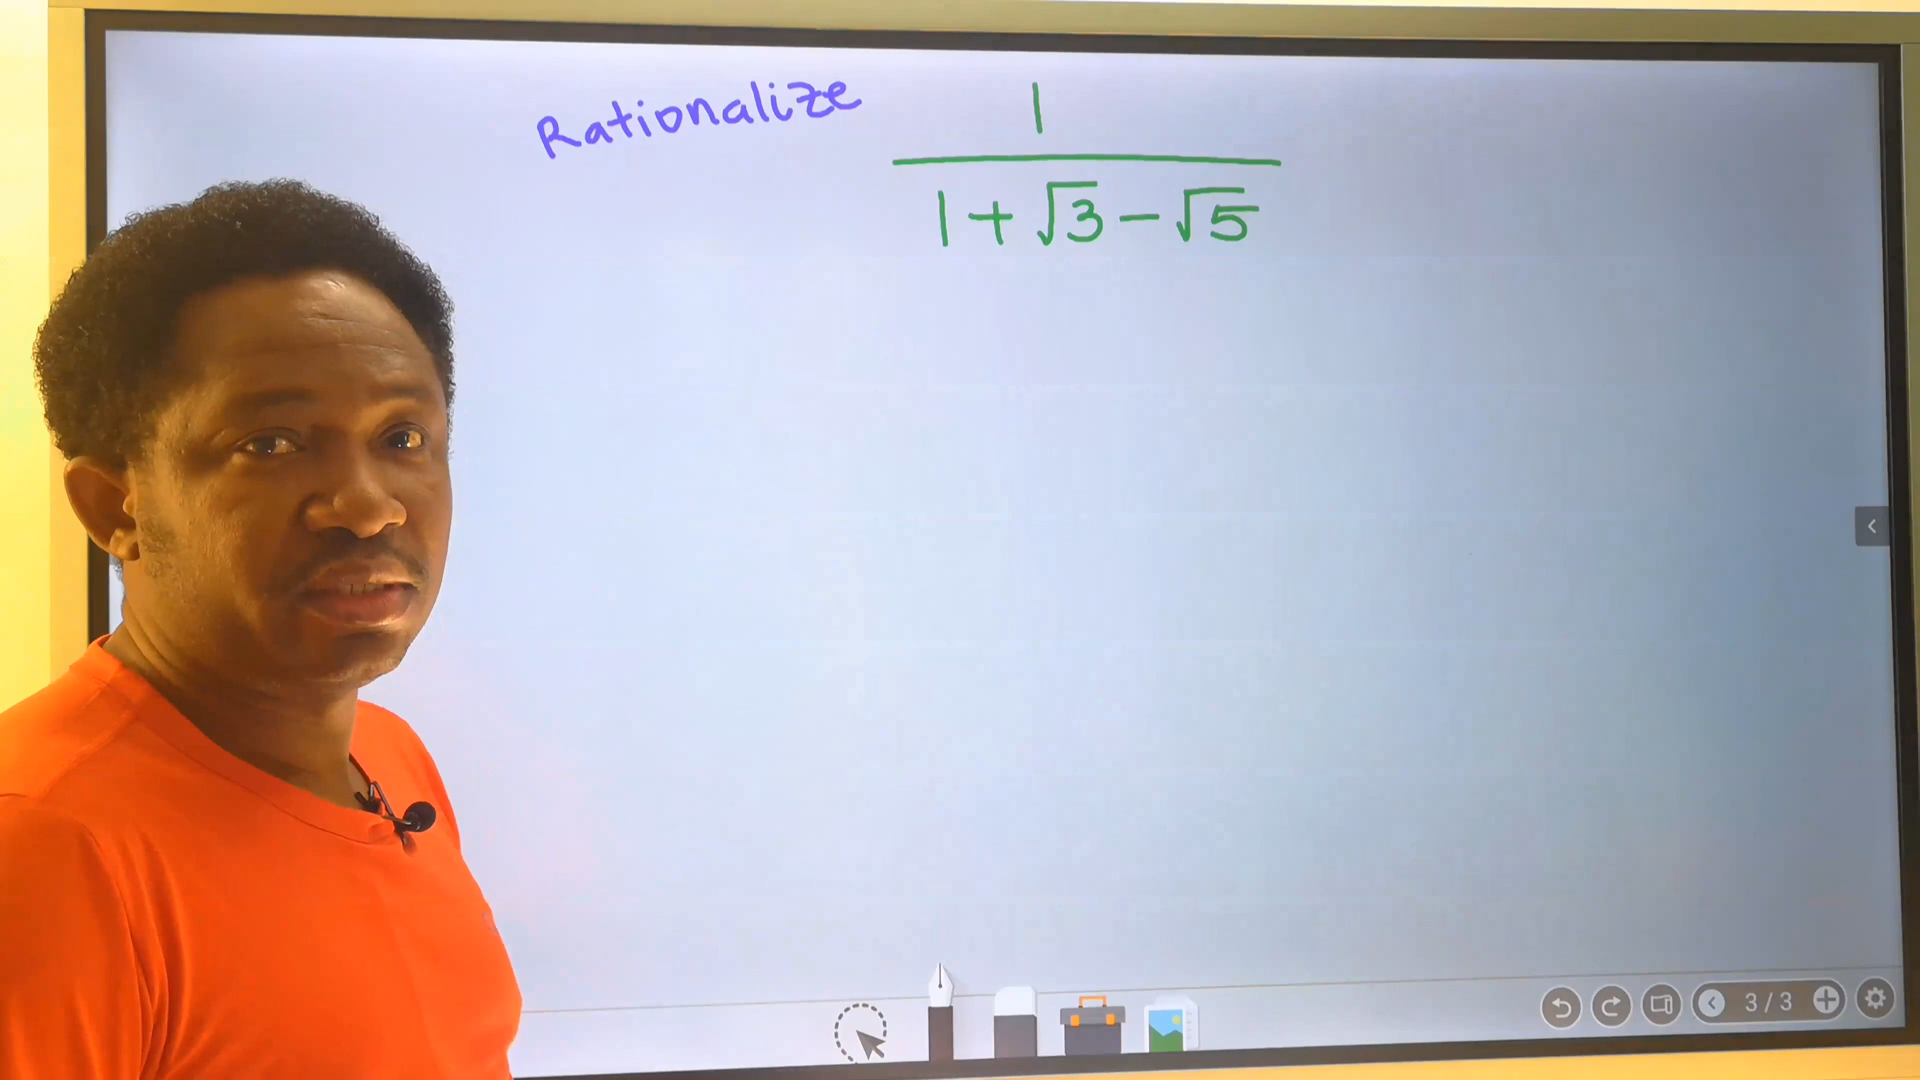 Rationalize
1
1 + √3 - √5
3 / 3